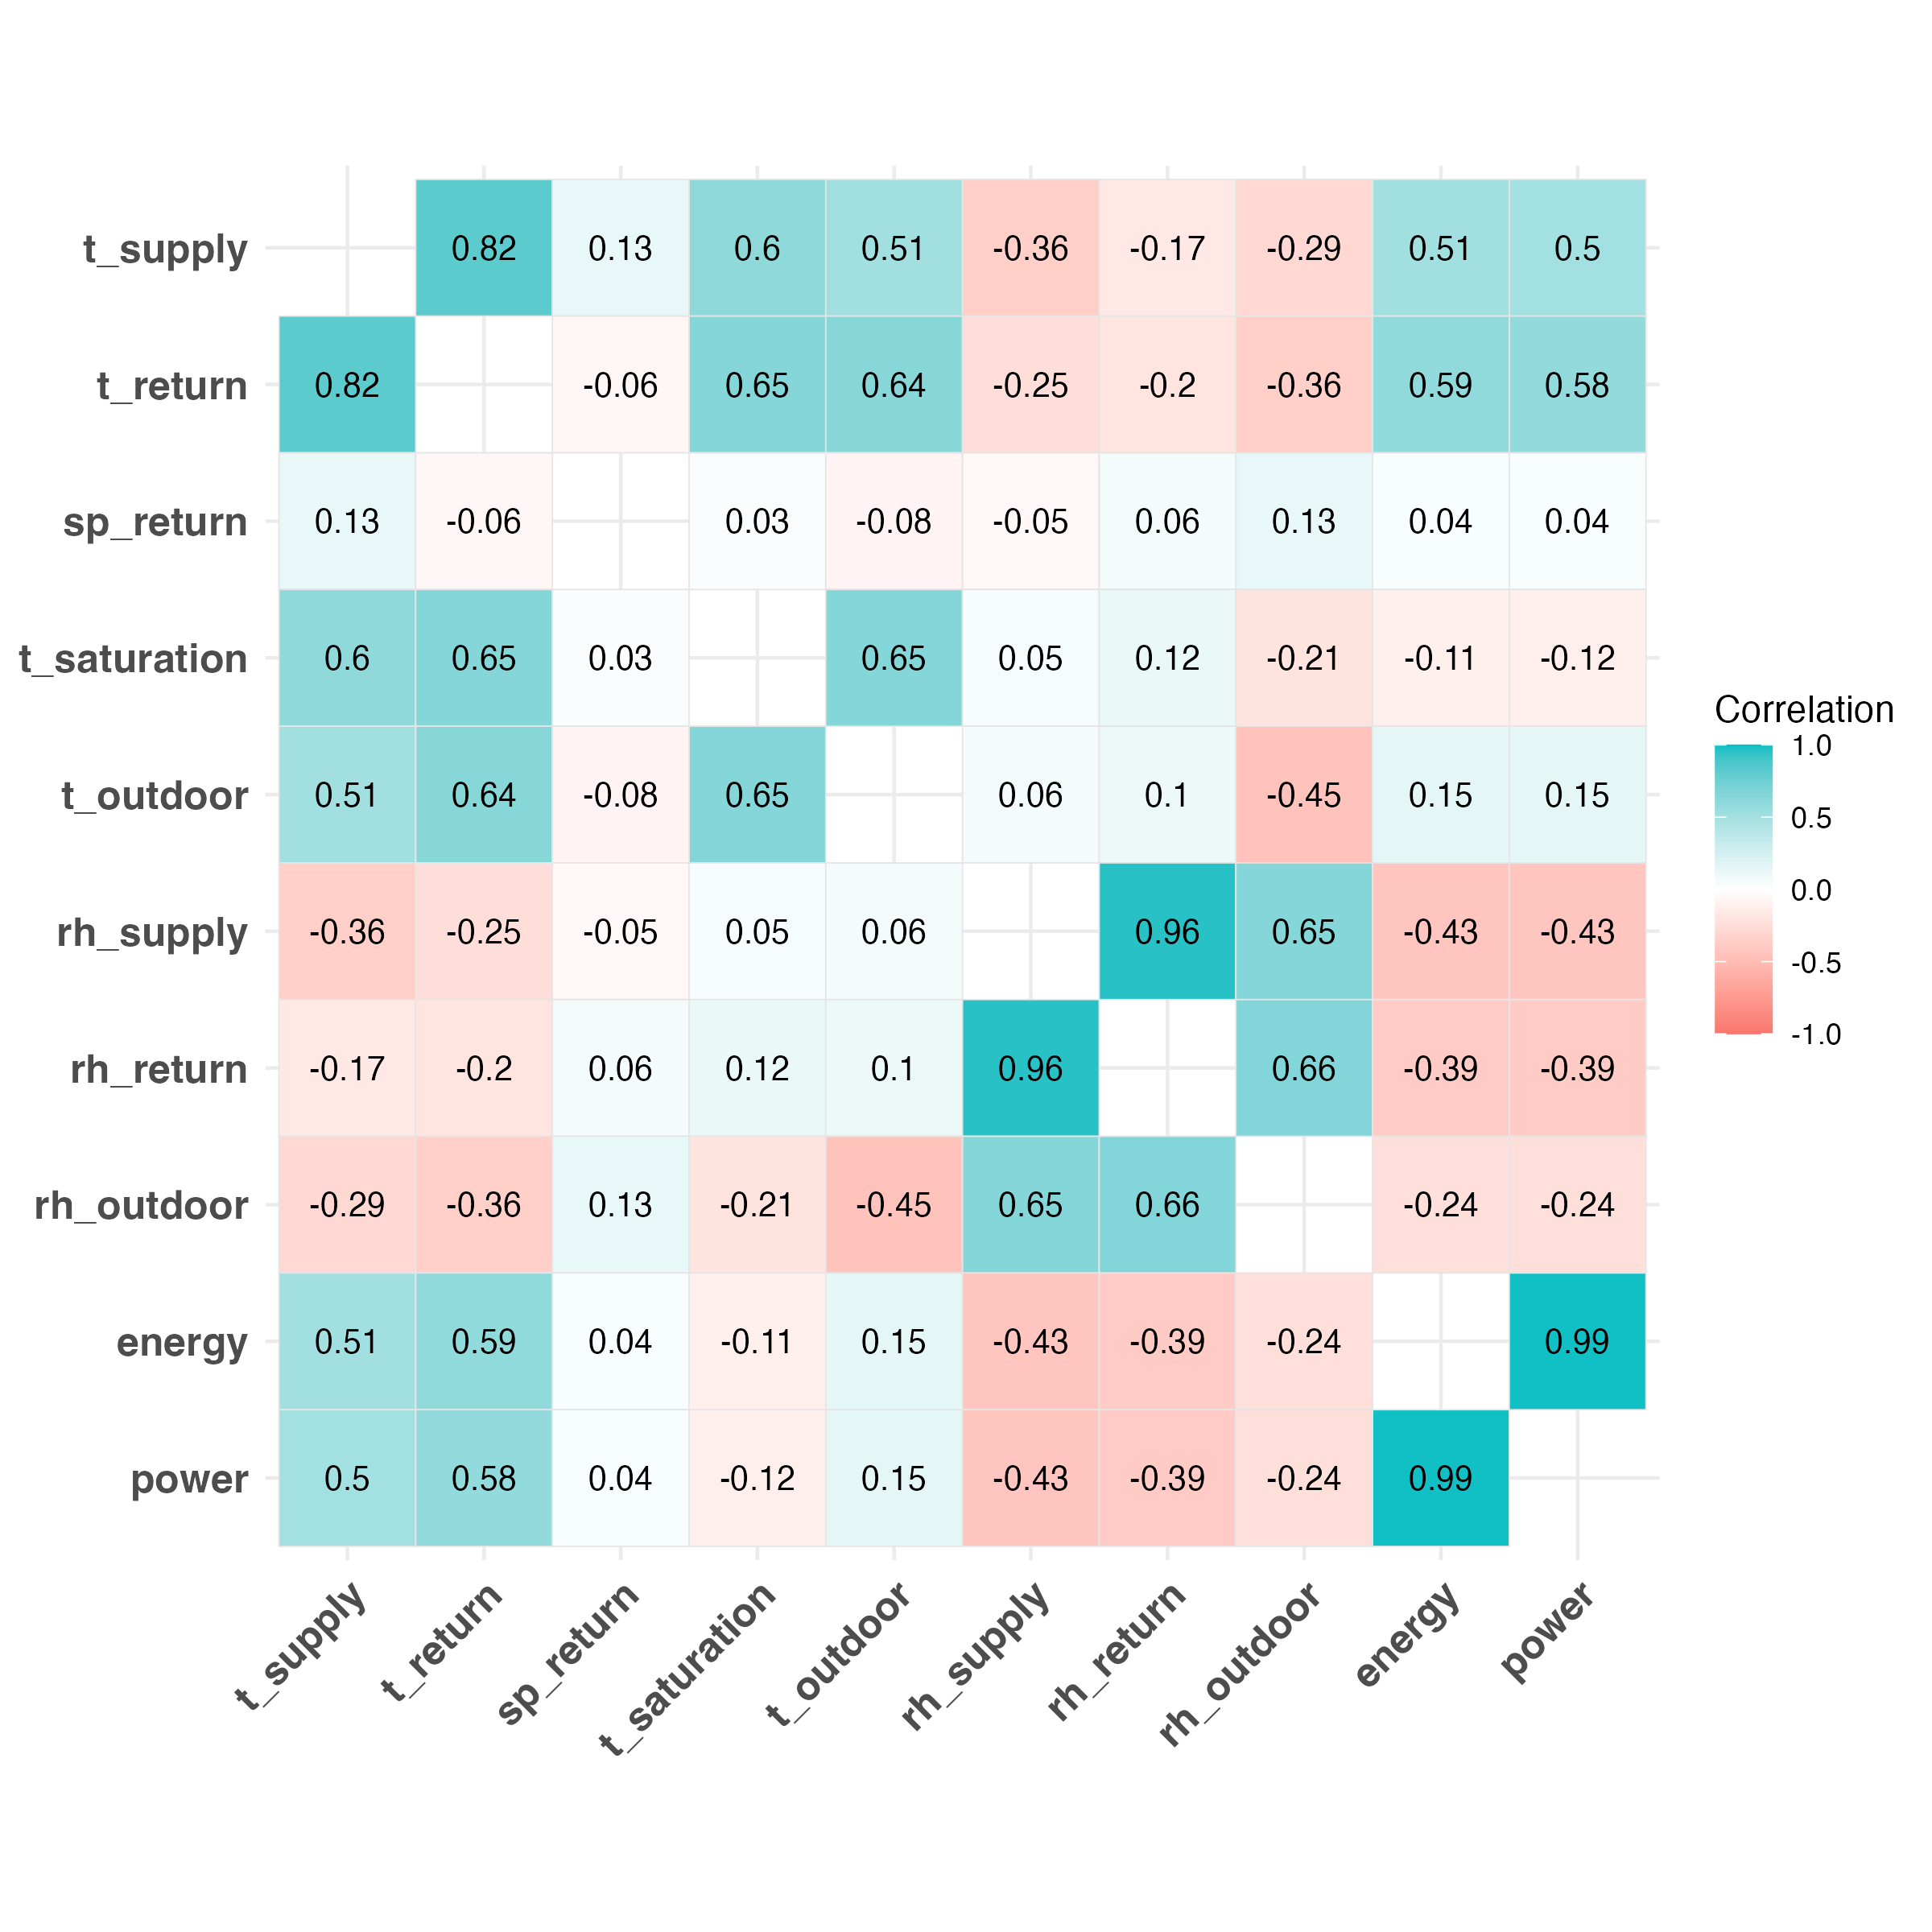 t_supply 0.82 0.13 0.6 0.51 -0.36 -0.17 -0.29 0.51 0.5
t_return 0.82 -0.06 0.65 0.64 -0.25 -0.2 -0.36 0.59 0.58
sp_return 0.13 -0.06 0.03 -0.08 -0.05 0.06 0.13 0.04 0.04
t_saturation 0.6 0.65 0.03 0.65 0.05 0.12 -0.21 -0.11 -0.12
t_outdoor 0.51 0.64 -0.08 0.65 0.06 0.1 -0.45 0.15 0.15
rh_supply -0.36 -0.25 -0.05 0.05 0.06 0.96 0.65 -0.43 -0.43
rh_return -0.17 -0.2 0.06 0.12 0.1 0.96 0.66 -0.39 -0.39
rh_outdoor -0.29 -0.36 0.13 -0.21 -0.45 0.65 0.66 -0.24 -0.24
energy 0.51 0.59 0.04 -0.11 0.15 -0.43 -0.39 -0.24 0.99
power 0.5 0.58 0.04 -0.12 0.15 -0.43 -0.39 -0.24 0.99
t_supply t_return sp_return t_saturation t_outdoor rh_supply rh_return rh_outdoor energy power
Correlation
1.0
0.5
0.0
-0.5
-1.0